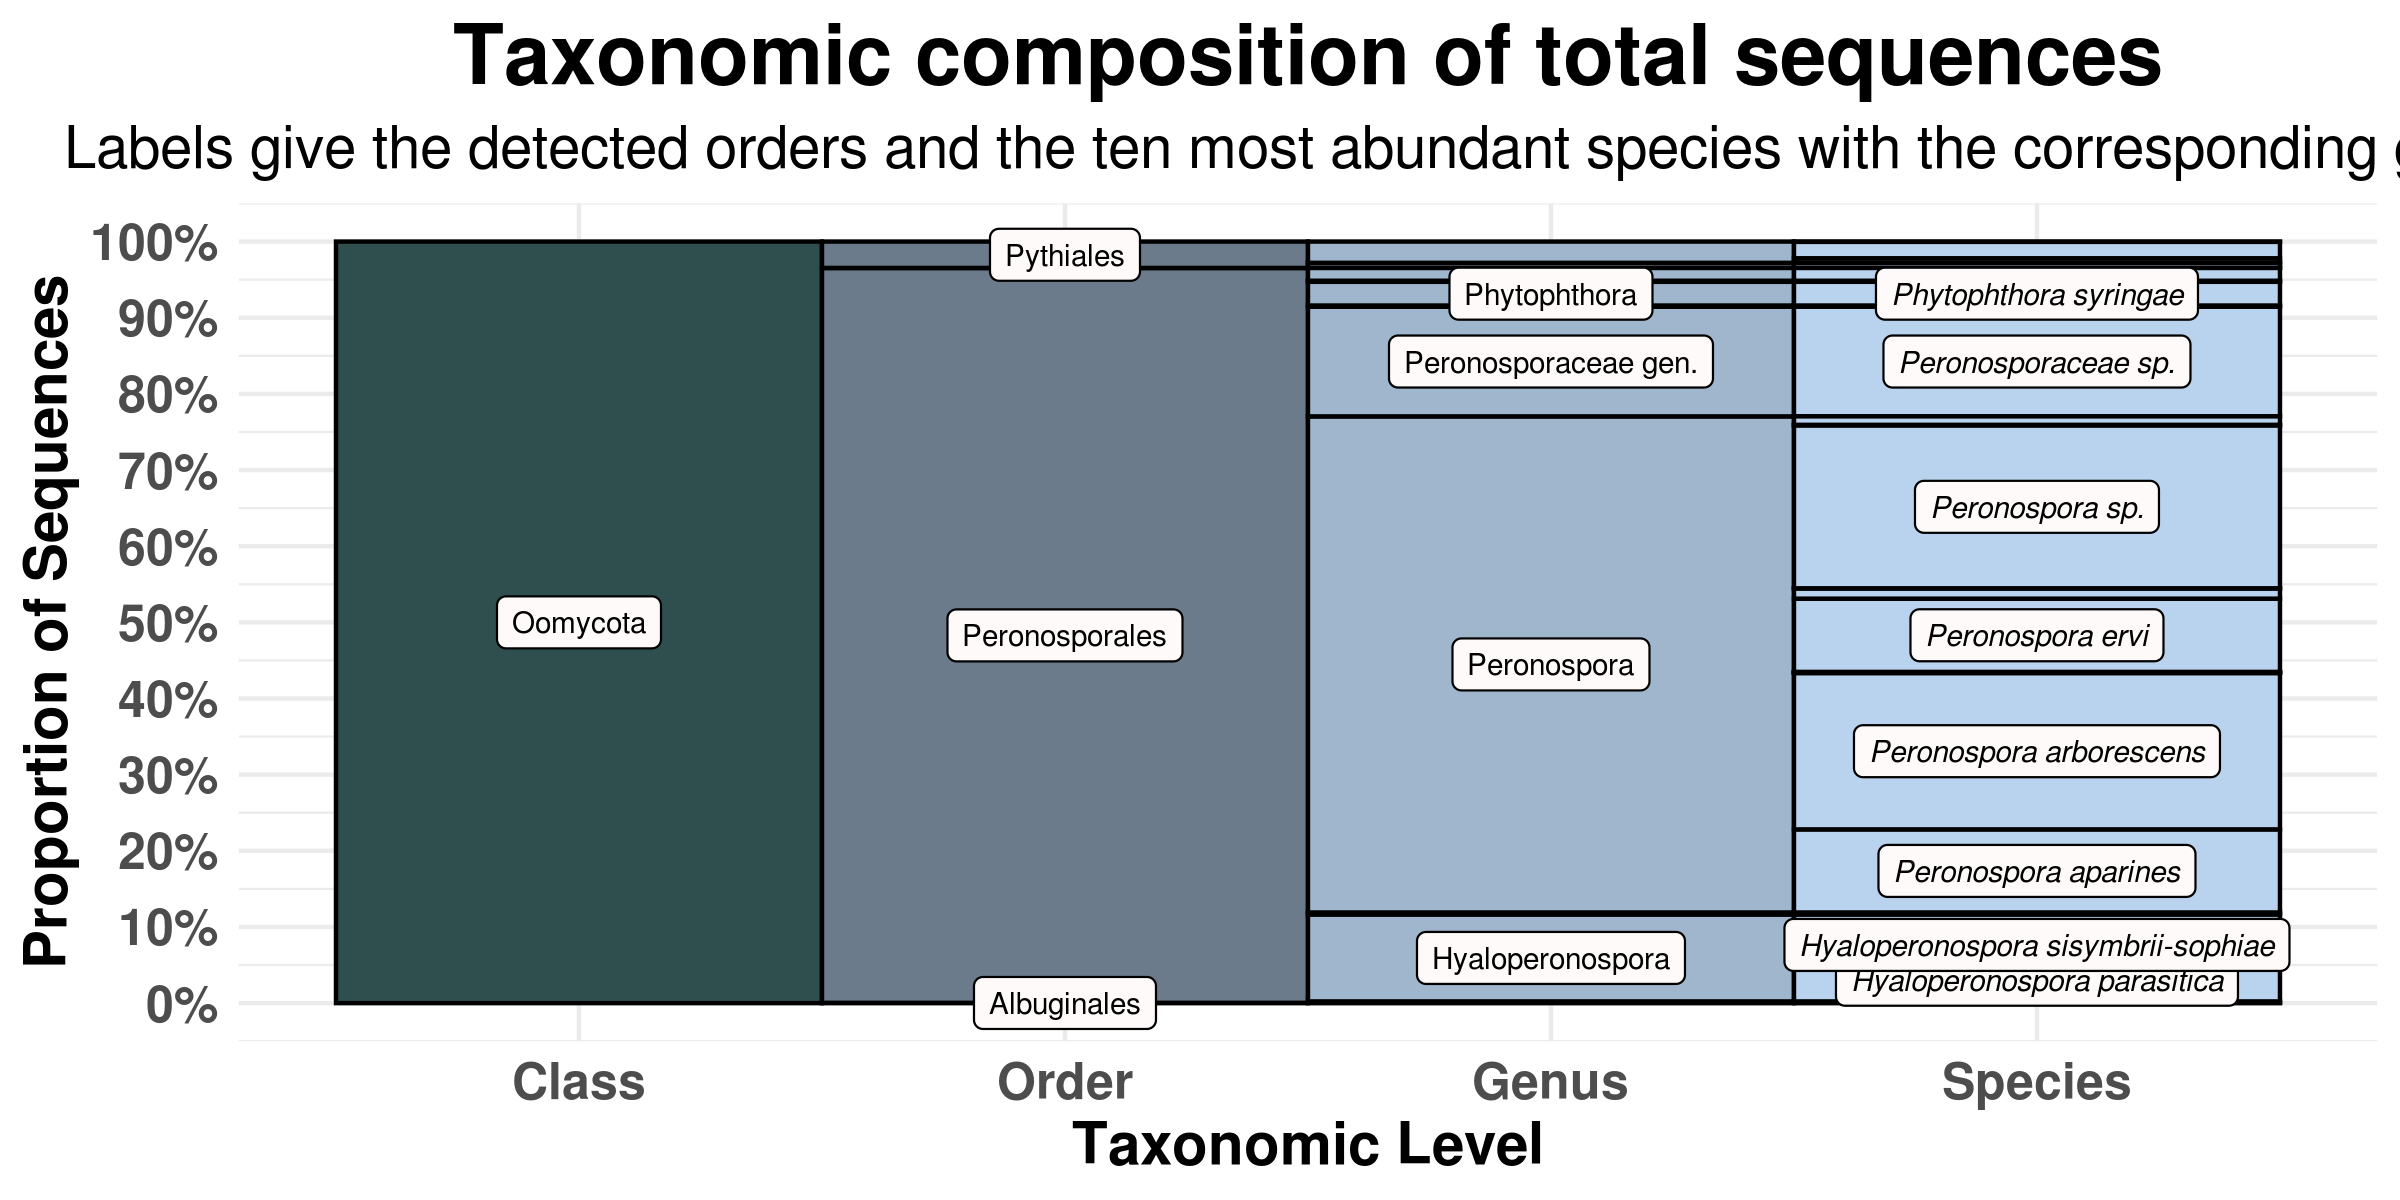 Taxonomic composition of total sequences
Labels give the detected orders and the ten most abundant species with the corresponding
Proportion of Sequences
100%
90%
80%
70%
60%
50%
40%
30%
20%
10%
0%
Oomycota
Pythiales
Peronosporales
Albuginales
Phytophthora
Peronosporaceae gen.
Peronospora
Hyaloperonospora
Phytophthora syringae
Peronosporaceae sp.
Peronospora sp.
Peronospora ervi
Peronospora arborescens
Peronospora aparines
Hyaloperonospora sisymbrii-sophiae
Hyaloperonospora parasitica
Class
Order
Genus
Species
Taxonomic Level